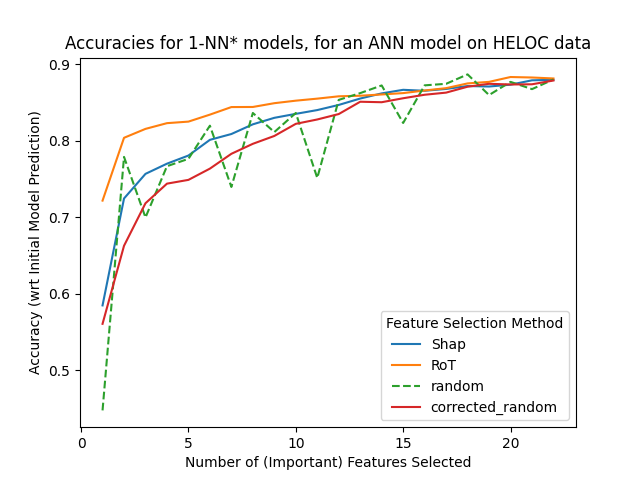 Accuracies for 1-NN* models, for an ANN model on HELOC data
Accuracy (wrt Initial Model Prediction)
0.9
0.8
0.7
0.6
0.5
Feature Selection Method
Shap
RoT
random
corrected_random
0 5 10 15 20
Number of (Important) Features Selected